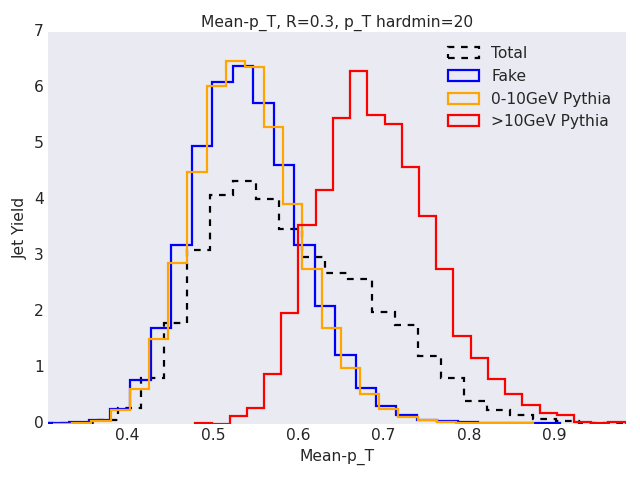 Mean-p_T, R=0.3, p_T hardmin=20
7
6
5
4
3
2
1
0
Jet Yield
Total
Fake
0-10GeV Pythia
>10GeV Pythia
0.4 0.5 0.6 0.7 0.8 0.9
Mean-p_T